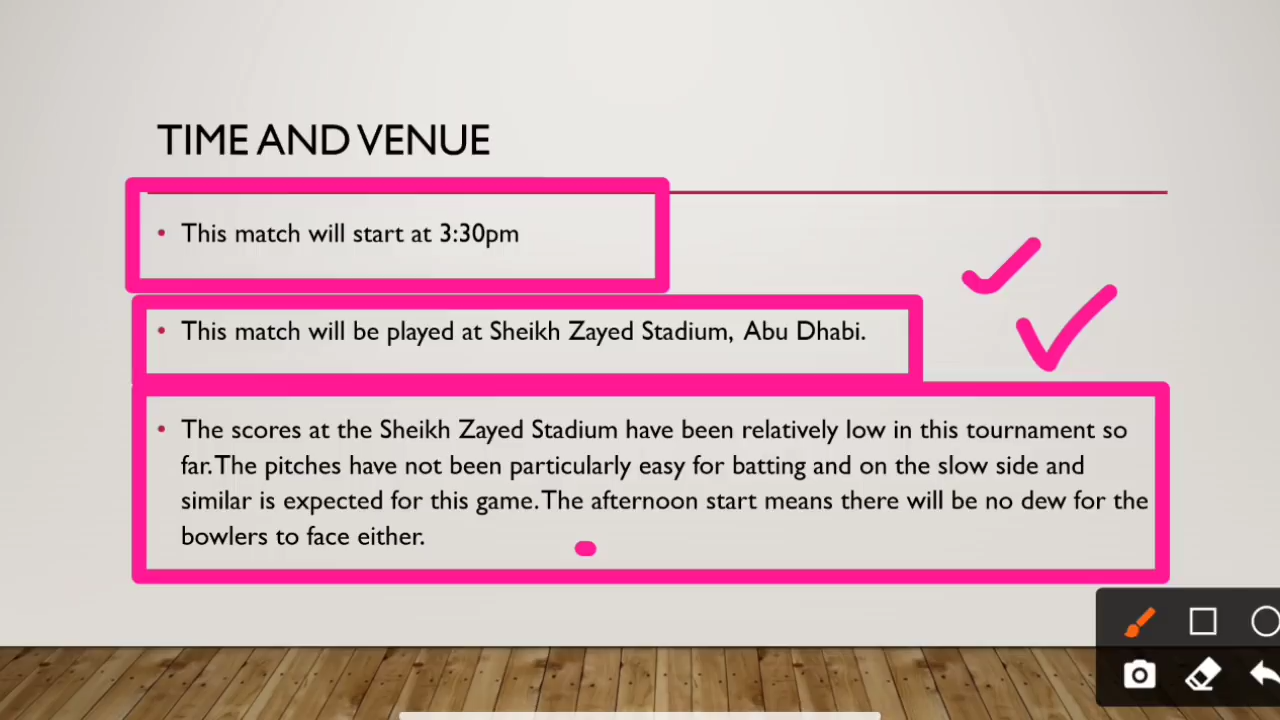 TIME AND VENUE
• This match will start at 3:30pm
• This match will be played at Sheikh Zayed Stadium, Abu Dhabi.
• The scores at the Sheikh Zayed Stadium have been relatively low in this tournament so
far. The pitches have not been particularly easy for batting and on the slow side and
similar is expected for this game. The afternoon start means there will be no dew for the
bowlers to face either.